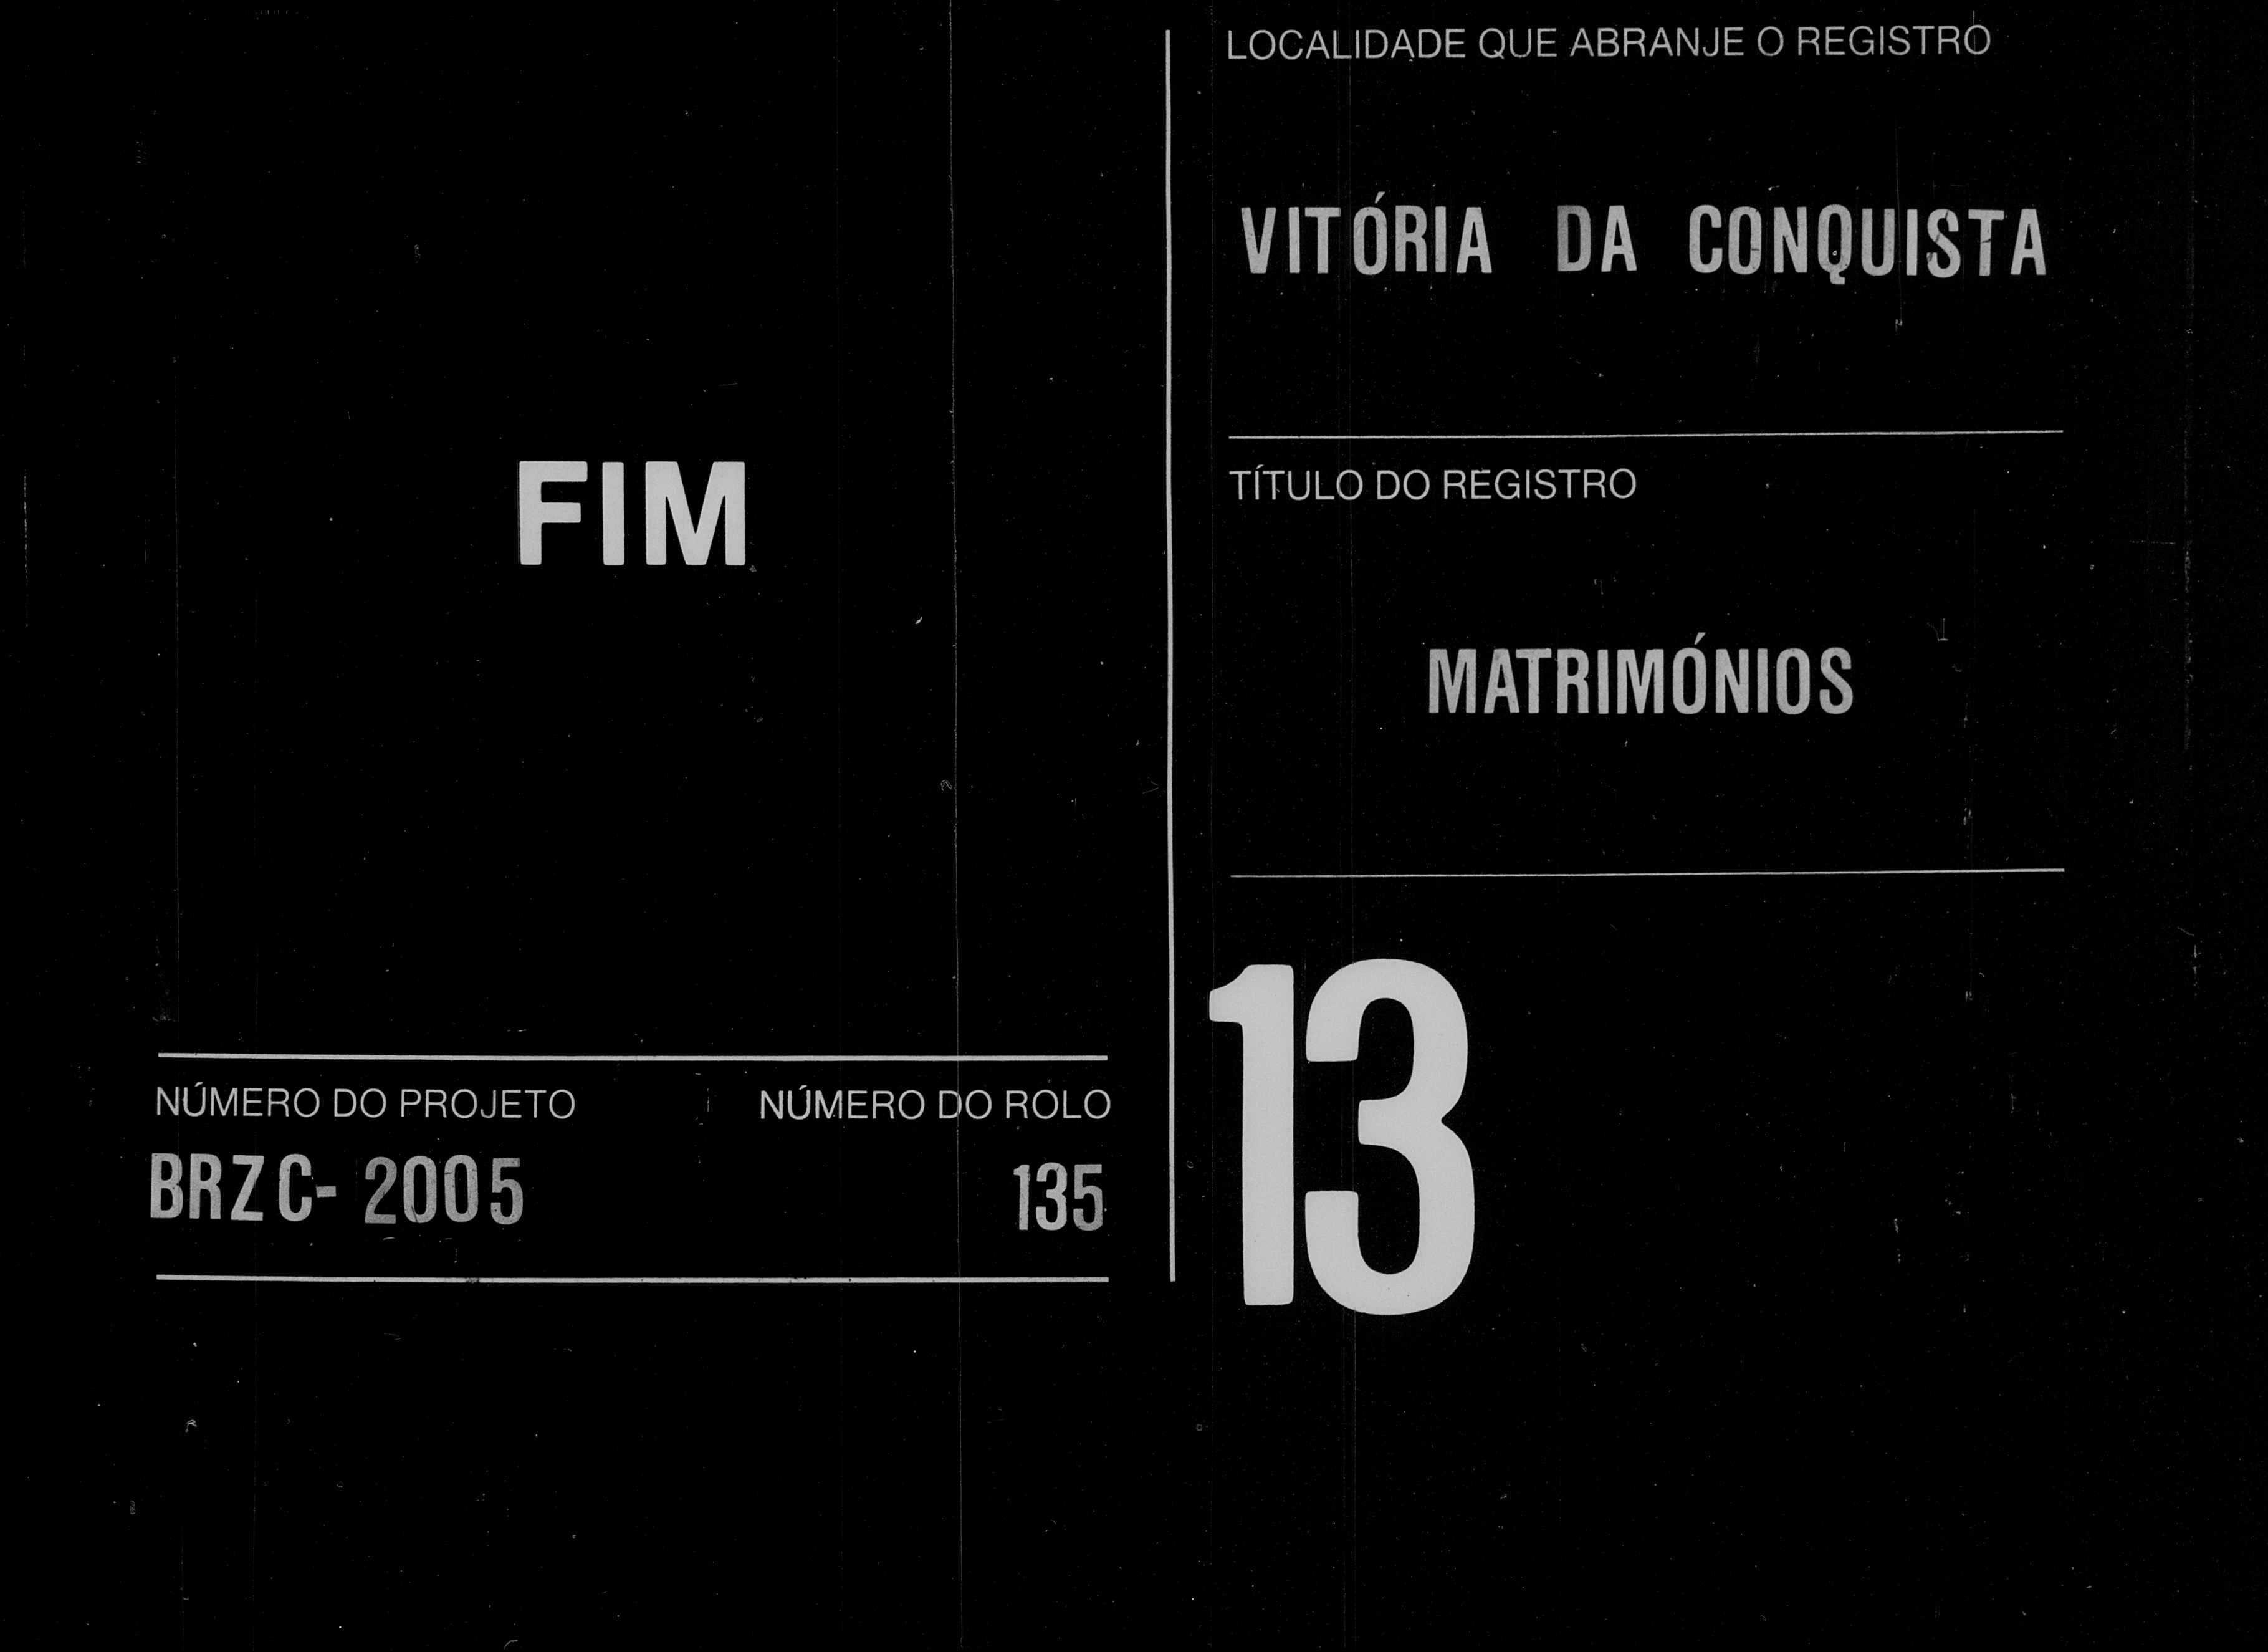 FIM
NÚMERO DO PROJETO
BRZC-2005
NÚMERO DO RÔLO
135
LOCALIDADE QUE ABRANJE O REGISTRO
VITÓRIA DA CONQUISTA
TÍTULO DO REGISTRO
MATRIMÓNIOS
13